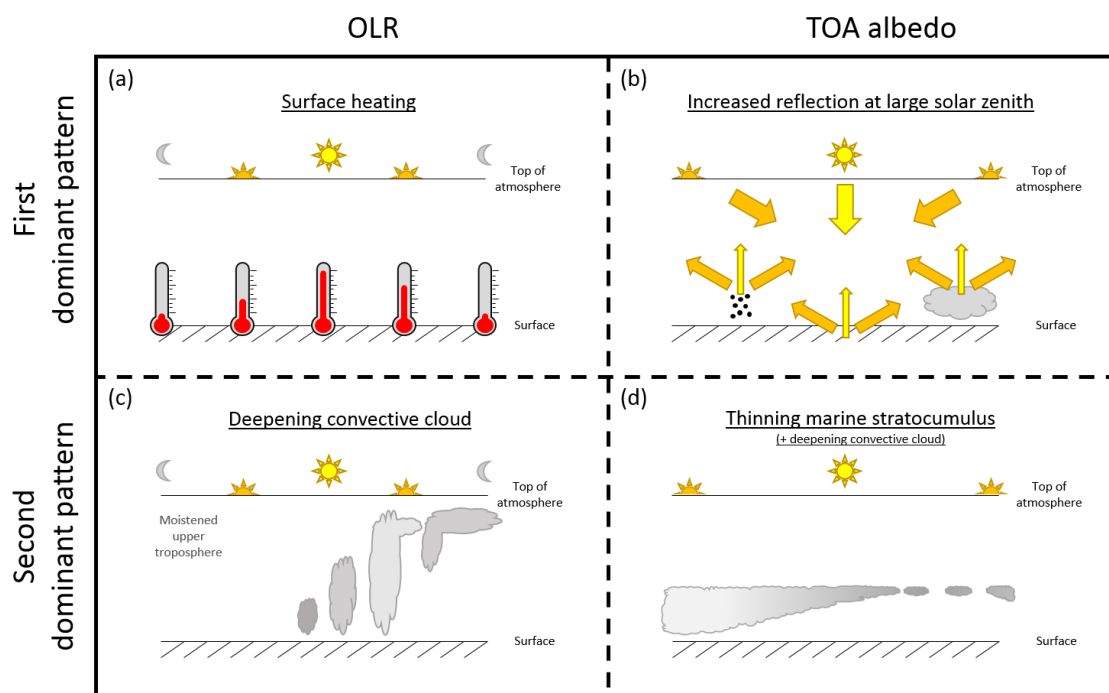 OLR
TOA albedo
First
dominant pattern
(a)
Surface heating
Top of
atmosphere
Surface
(b)
Increased reflection at large solar zenith
Top of
atmosphere
Surface
Second
dominant pattern
(c)
Deepening convective cloud
Top of
atmosphere
Moistened
upper
troposphere
Surface
(d)
Thinning marine stratocumulus
(+ deepening convective cloud)
Top of
atmosphere
Surface